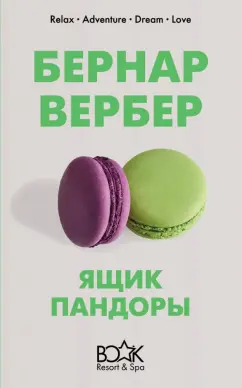 Relax • Adventure • Dream • Love
БЕРНАР
ВЕРБЕР
ЯЩИК
ПАНДОРЫ
BOOK
Resort & Spa